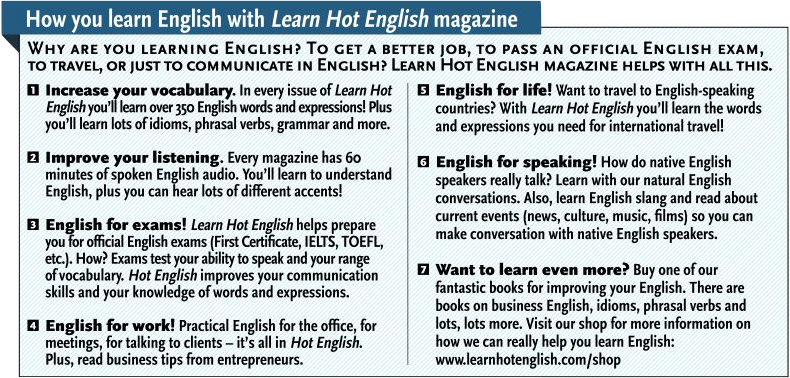 How you learn English with Learn Hot English magazine
WHY ARE YOU LEARNING ENGLISH? TO GET A BETTER JOB, TO PASS AN OFFICIAL ENGLISH EXAM,
TO TRAVEL, OR JUST TO COMMUNICATE IN ENGLISH? LEARN HOT ENGLISH MAGAZINE HELPS WITH ALL THIS.
1 Increase your vocabulary. In every issue of Learn Hot
English you'll learn over 350 English words and expressions! Plus
you'll learn lots of idioms, phrasal verbs, grammar and more.
2 Improve your listening. Every magazine has 60
minutes of spoken English audio. You'll learn to understand
English, plus you can hear lots of different accents!
3 English for exams! Learn Hot English helps prepare
you for official English exams (First Certificate, IELTS, TOEFL,
etc.). How? Exams test your ability to speak and your range
of vocabulary. Hot English improves your communication
skills and your knowledge of words and expressions.
4 English for work! Practical English for the office, for
meetings, for talking to clients – it's all in Hot English.
Plus, read business tips from entrepreneurs.
5 English for life! Want to travel to English-speaking
countries? With Learn Hot English you'll learn the words
and expressions you need for international travel!
6 English for speaking! How do native English
speakers really talk? Learn with our natural English
conversations. Also, learn English slang and read about
current events (news, culture, music, films) so you can
make conversation with native English speakers.
7 Want to learn even more? Buy one of our
fantastic books for improving your English. There are
books on business English, idioms, phrasal verbs and
lots, lots more. Visit our shop for more information on
how we can really help you learn English:
www.learnhotenglish.com/shop